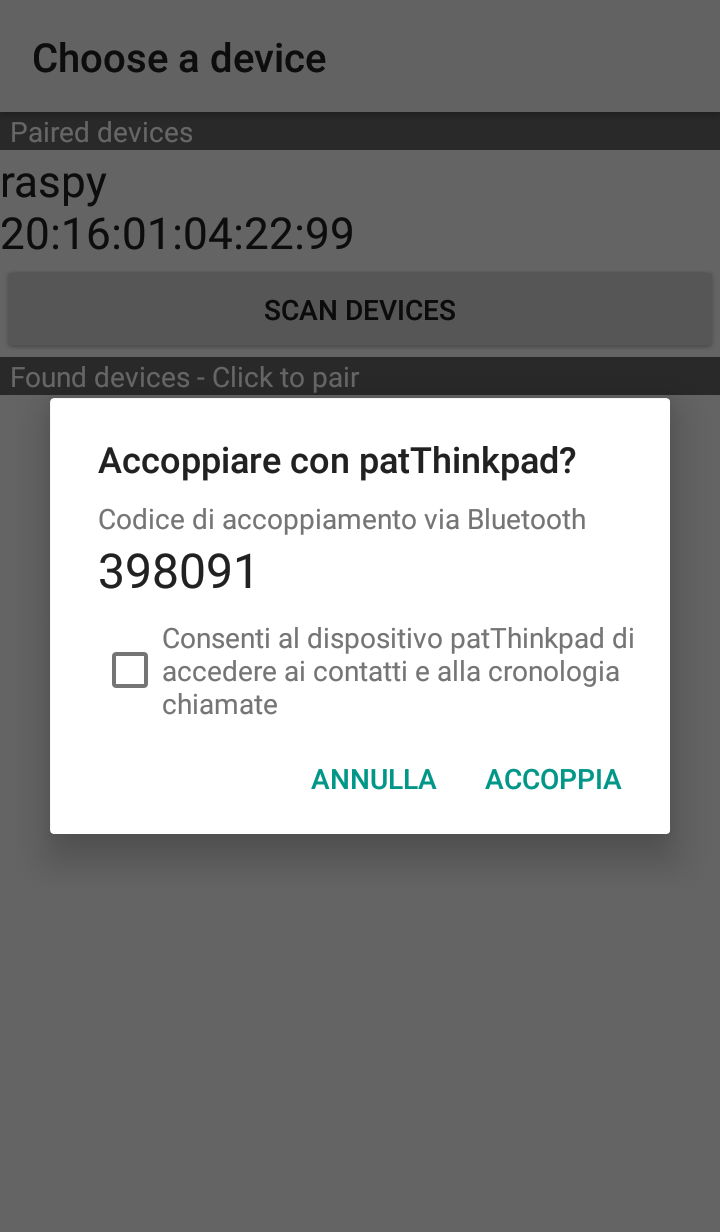 Choose a device
Paired devices
raspy
20:16:01:04:22:99
SCAN DEVICES
Found devices - Click to pair
Accoppiare con patThinkpad?
Codice di accoppiamento via Bluetooth
398091
Consenti al dispositivo patThinkpad di
accedere ai contatti e alla cronologia
chiamate
ANNULLA ACCOPPIA